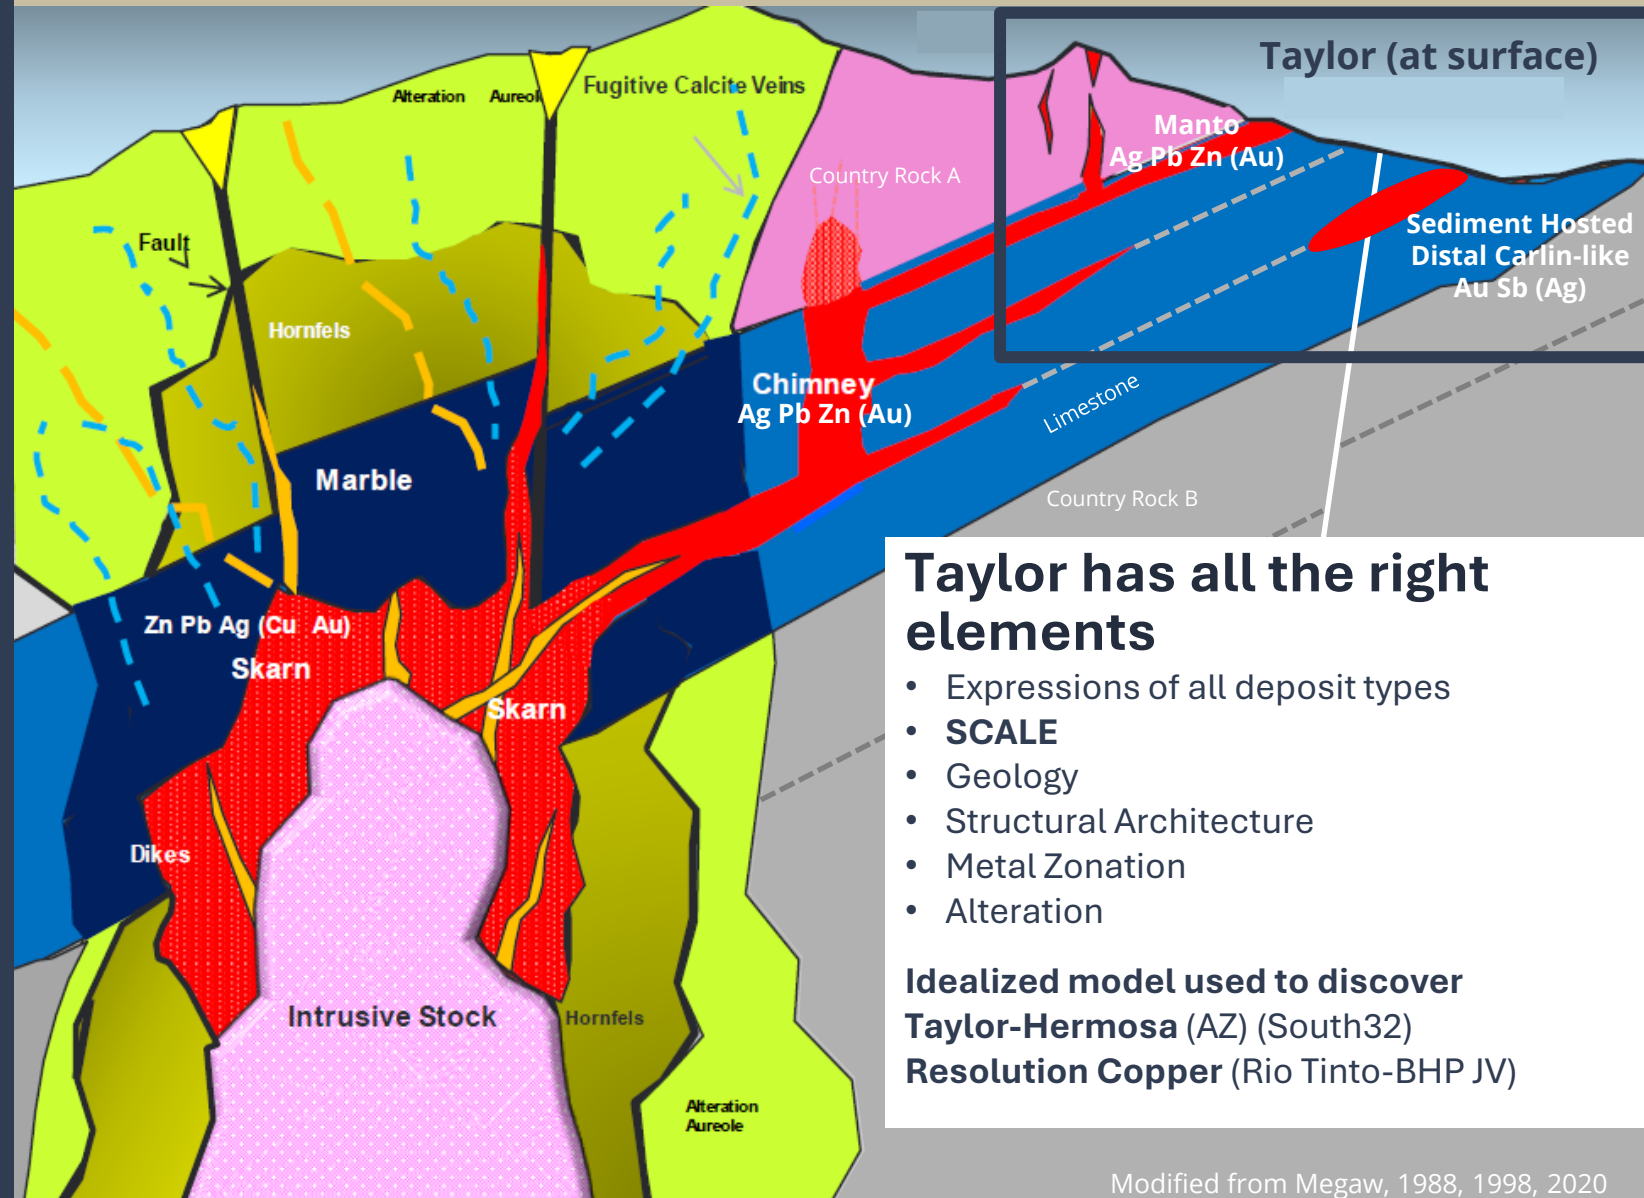 Taylor (at surface)
Alteration Aureol
Fugitive Calcite Veins
Manto
Ag Pb Zn (Au)
Country Rock A
Fault
Sediment Hosted
Distal Carlin-like
Au Sb (Ag)
Hornfels
Chimney
Ag Pb Zn (Au)
Limestone
Marble
Country Rock B
Zn Pb Ag (Cu Au)
Skarn
Skarn
Dikes
Intrusive Stock
Hornfels
Alteration
Aureole
Taylor has all the right
elements
• Expressions of all deposit types
• SCALE
• Geology
• Structural Architecture
• Metal Zonation
• Alteration
Idealized model used to discover
Taylor-Hermosa (AZ) (South32)
Resolution Copper (Rio Tinto-BHP JV)
Modified from Megaw, 1988, 1998, 2020